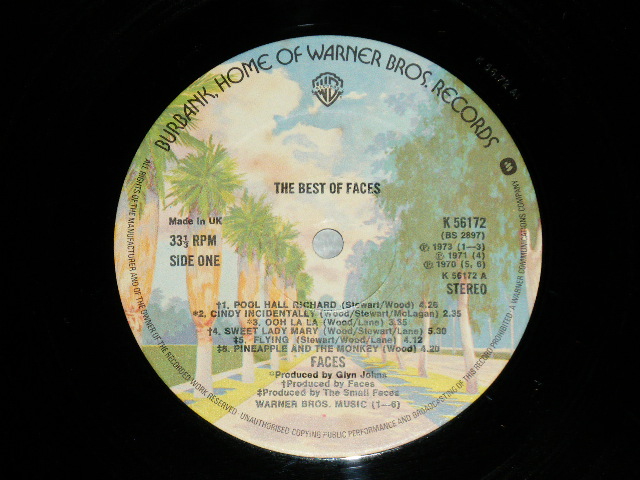 BURBANK, HOME OF WARNER BROS. RECORDS
THE BEST OF FACES
Made in UK
33⅓ RPM
SIDE ONE
K 56172
(BS 2897)
Ⓟ 1973 (1—3)
Ⓟ 1971 (4)
Ⓟ 1970 (5, 6)
K 56172 A
STEREO
†1. POOL HALL RICHARD (Stewart/Wood) 4.26
*2. CINDY INCIDENTALLY (Wood/Stewart/McLagan) 2.35
*3. OOH LA LA (Wood/Lane) 3.35
†4. SWEET LADY MARY (Wood/Stewart/Lane) 5.30
‡5. FLYING (Stewart/Wood/Lane) 4.12
‡6. PINEAPPLE AND THE MONKEY (Wood) 4.20
FACES
*Produced by Glyn Johns
†Produced by Faces
‡Produced by The Small Faces
WARNER BROS. MUSIC (1—6)
ALL RIGHTS OF THE MANUFACTURER AND OF THE OWNER OF THE RECORDED WORK RESERVED. UNAUTHORISED COPYING PUBLIC PERFORMANCE AND BROADCASTING OF THIS RECORD PROHIBITED. A WARNER COMMUNICATIONS COMPANY